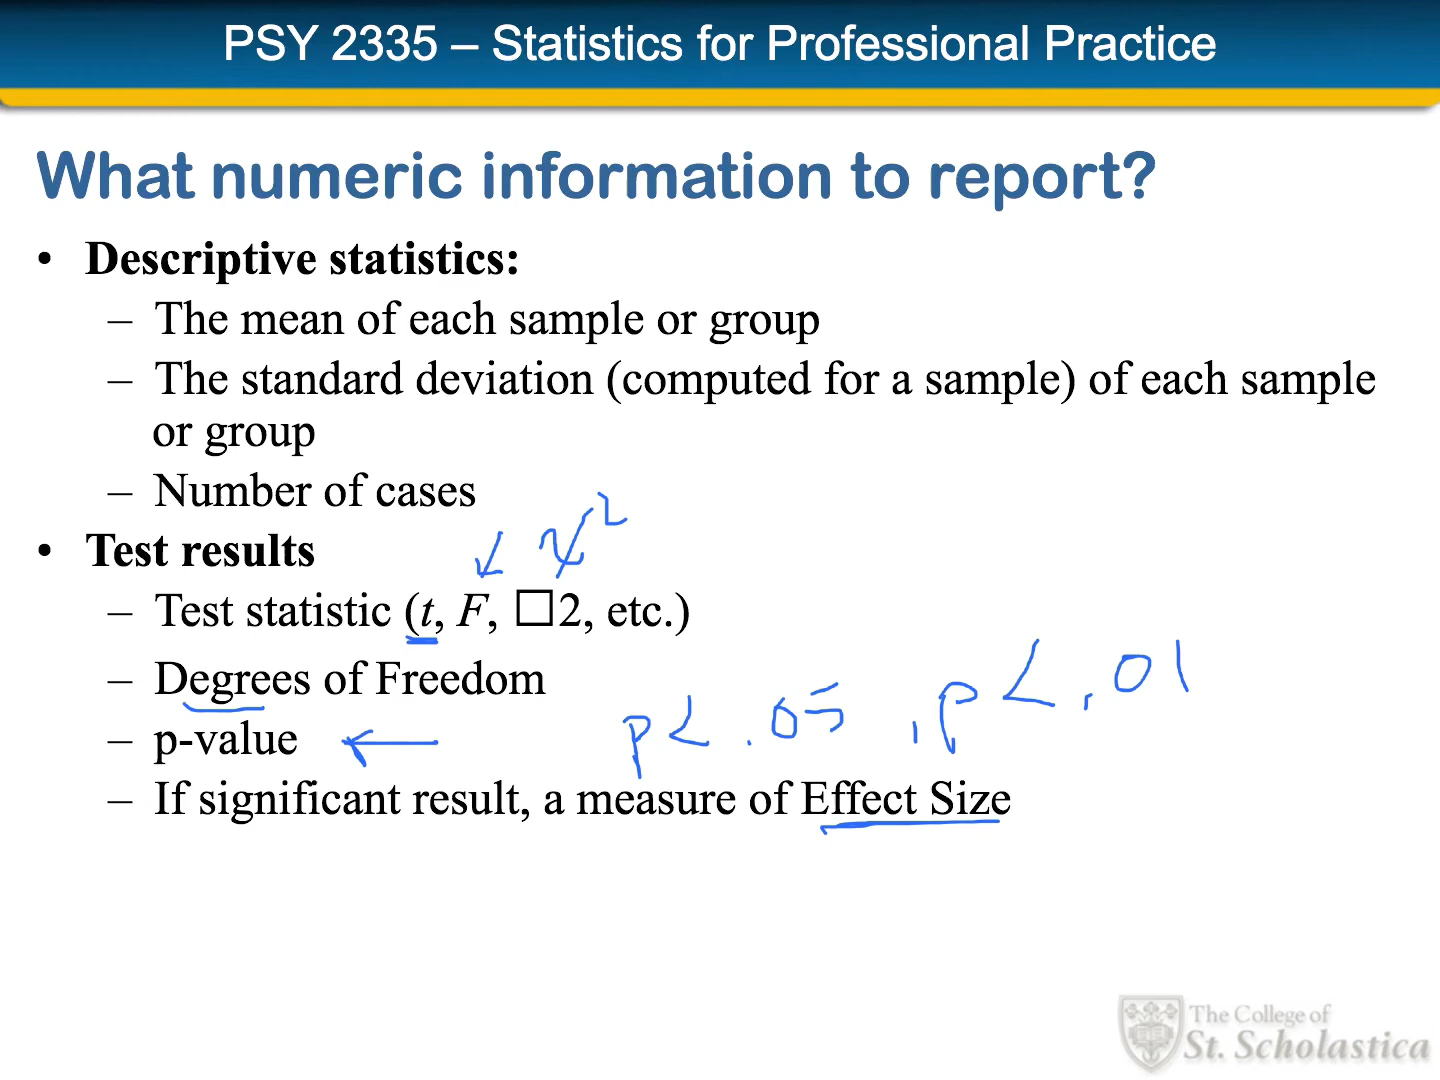 PSY 2335 – Statistics for Professional Practice
What numeric information to report?
• Descriptive statistics:
– The mean of each sample or group
– The standard deviation (computed for a sample) of each sample
or group
– Number of cases
• Test results
χ²
– Test statistic (t, F, □2, etc.)
– Degrees of Freedom
– p-value
p < .05, p < .01
– If significant result, a measure of Effect Size
The College of
St. Scholastica